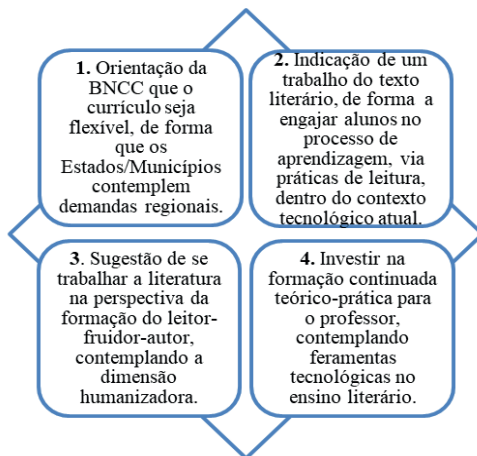 1. Orientação da
BNCC que o
currículo seja
flexível, de forma
que os
Estados/Municípios
contemplem
demandas regionais.
2. Indicação de um
trabalho do texto
literário, de forma a
engajar alunos no
processo de
aprendizagem, via
práticas de leitura,
dentro do contexto
tecnológico atual.
3. Sugestão de se
trabalhar a literatura
na perspectiva da
formação do leitor-
fruidor-autor,
contemplando a
dimensão
humanizadora.
4. Investir na
formação continuada
teórico-prática para
o professor,
contemplando
feramentas
tecnológicas no
ensino literário.